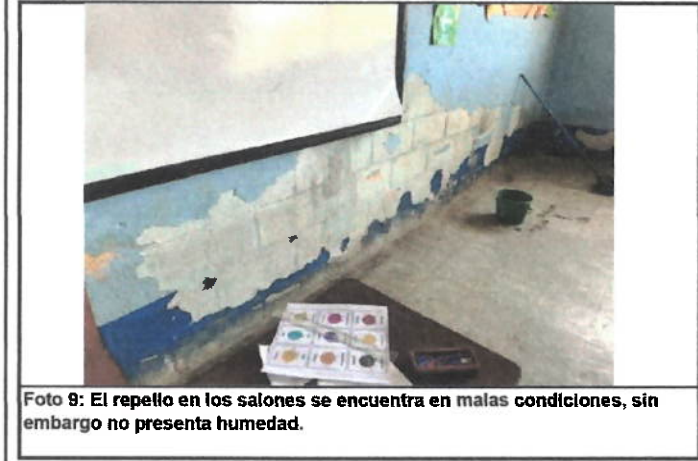 Foto 9: El repello en los salones se encuentra en malas condiciones, sin
embargo no presenta humedad.